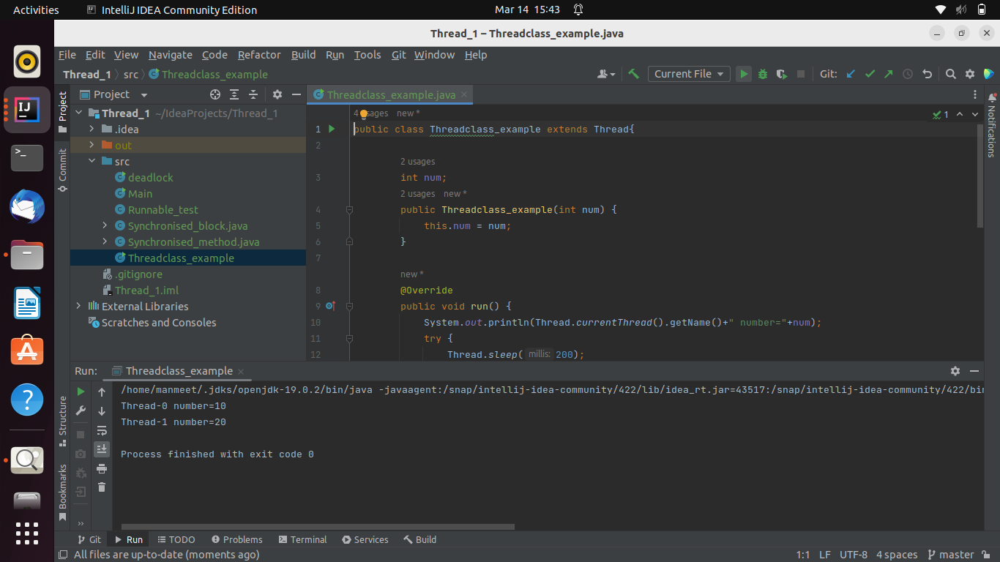 Activities IntelliJ IDEA Community Edition Mar 14 15:43
Thread_1 – Threadclass_example.java
File Edit View Navigate Code Refactor Build Run Tools Git Window Help
Thread_1 src Threadclass_example Current File Git:
Project
Project
Commit
Structure
Bookmarks
Thread_1 ~/IdeaProjects/Thread_1
.idea
out
src
deadlock
Main
Runnable_test
Synchronised_block.java
Synchronised_method.java
Threadclass_example
.gitignore
Thread_1.iml
External Libraries
Scratches and Consoles
Threadclass_example.java
Notifications
new *
1
1 public class Threadclass_example extends Thread{
2
2 usages
3 int num;
2 usages new *
4 public Threadclass_example(int num) {
5 this.num = num;
6 }
7
new *
8 @Override
9 public void run() {
10 System.out.println(Thread.currentThread().getName()+" number="+num);
11 try {
12 Thread.sleep( millis: 200);
Run: Threadclass_example
/home/manmeet/.jdks/openjdk-19.0.2/bin/java -javaagent:/snap/intellij-idea-community/422/lib/idea_rt.jar=43517:/snap/intellij-idea-community/422/bin
Thread-0 number=10
Thread-1 number=20
Process finished with exit code 0
Git Run TODO Problems Terminal Services Build
All files are up-to-date (moments ago) 1:1 LF UTF-8 4 spaces master